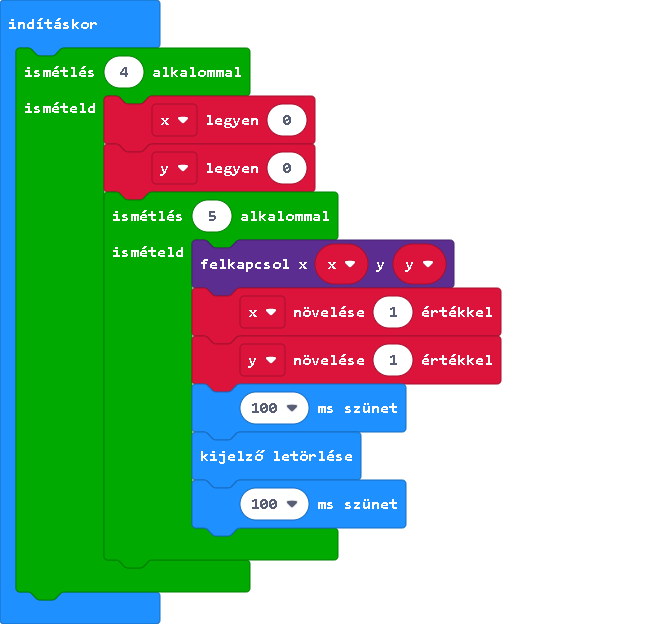 indításkor
ismétlés 4 alkalommal
ismételd
x legyen 0
y legyen 0
ismétlés 5 alkalommal
ismételd
felkapcsol x x y y
x növelése 1 értékkel
y növelése 1 értékkel
100 ms szünet
kijelző letörlése
100 ms szünet